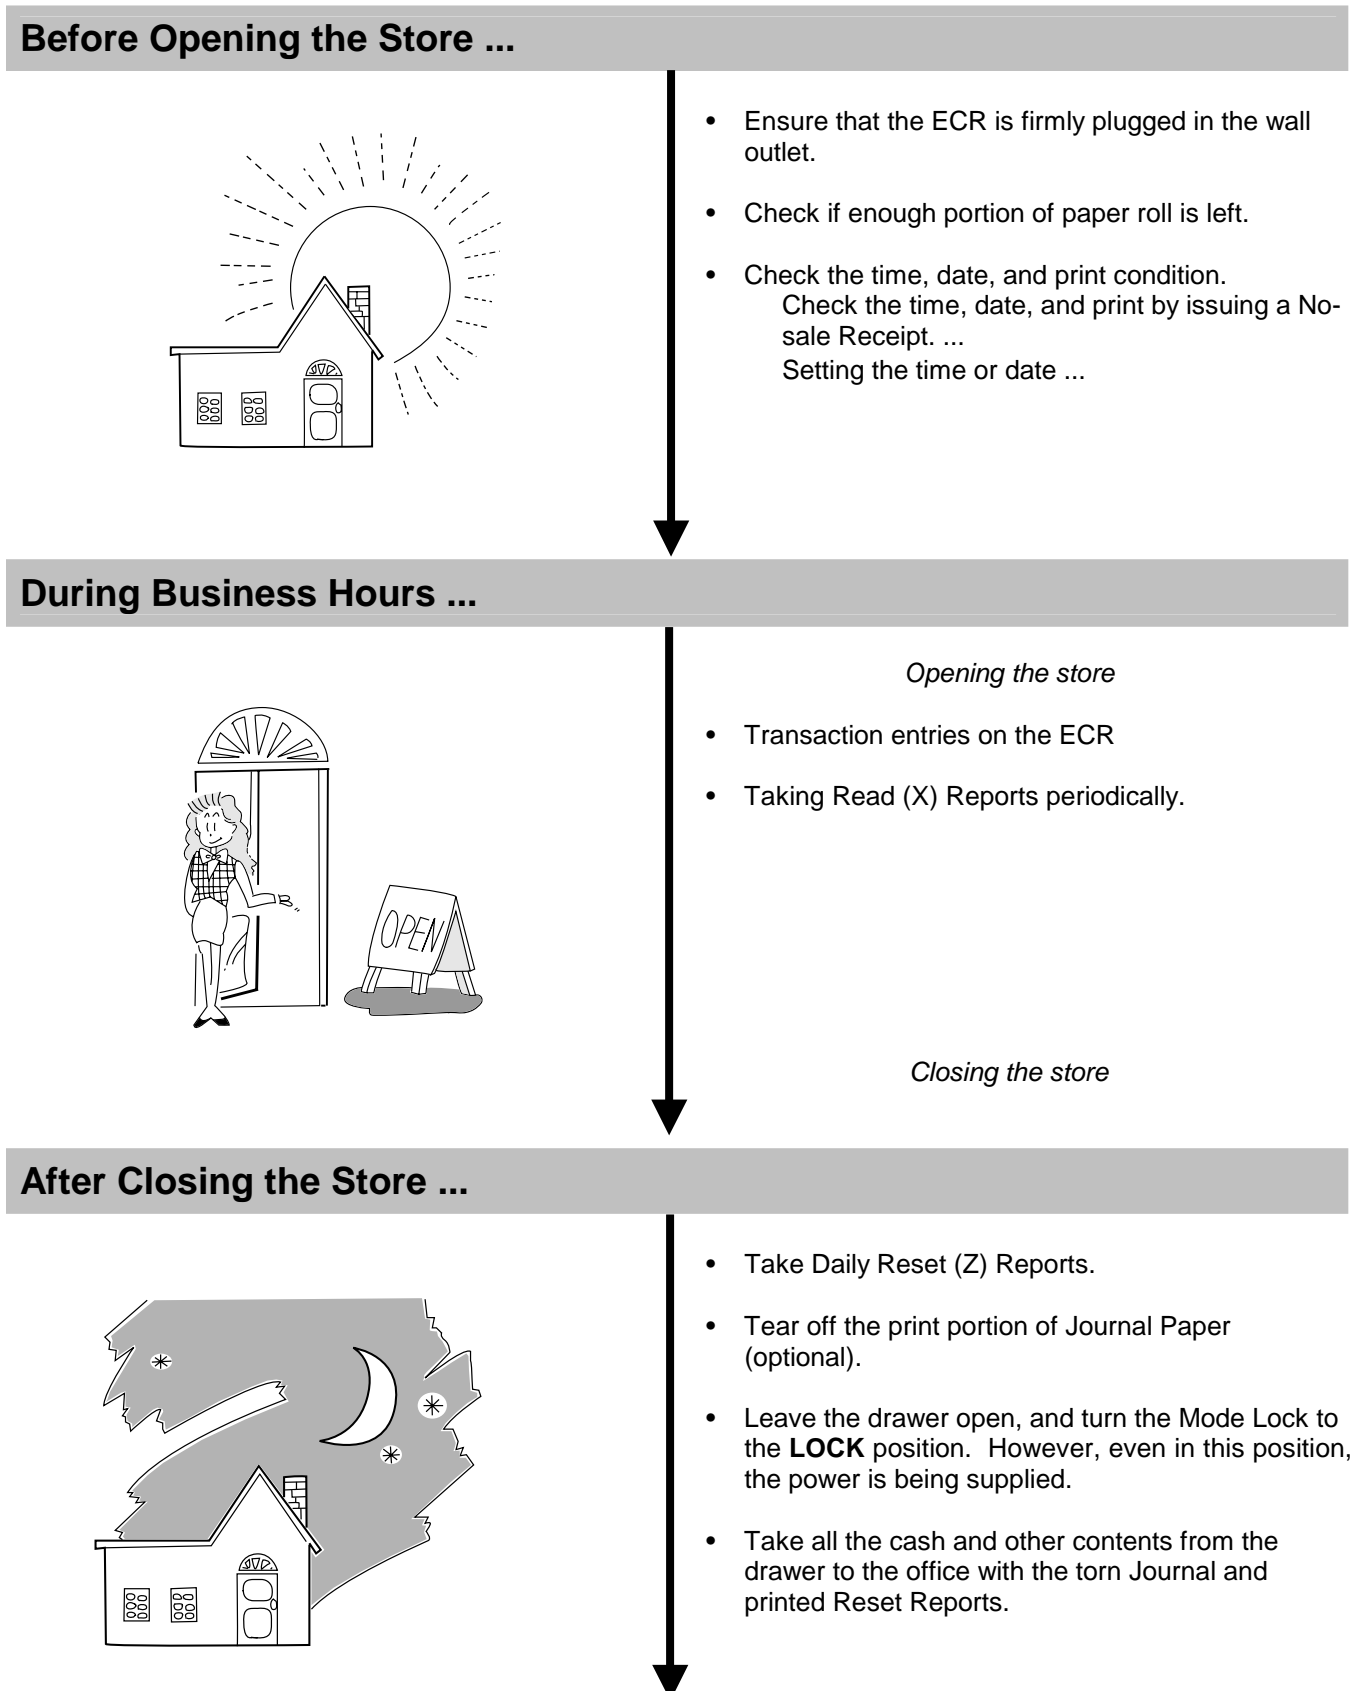 Before Opening the Store ...
• Ensure that the ECR is firmly plugged in the wall
outlet.
• Check if enough portion of paper roll is left.
• Check the time, date, and print condition.
Check the time, date, and print by issuing a No-
sale Receipt. ...
Setting the time or date ...
During Business Hours ...
Opening the store
• Transaction entries on the ECR
• Taking Read (X) Reports periodically.
OPEN
Closing the store
After Closing the Store ...
• Take Daily Reset (Z) Reports.
• Tear off the print portion of Journal Paper
(optional).
• Leave the drawer open, and turn the Mode Lock to
the LOCK position.  However, even in this position,
the power is being supplied.
• Take all the cash and other contents from the
drawer to the office with the torn Journal and
printed Reset Reports.